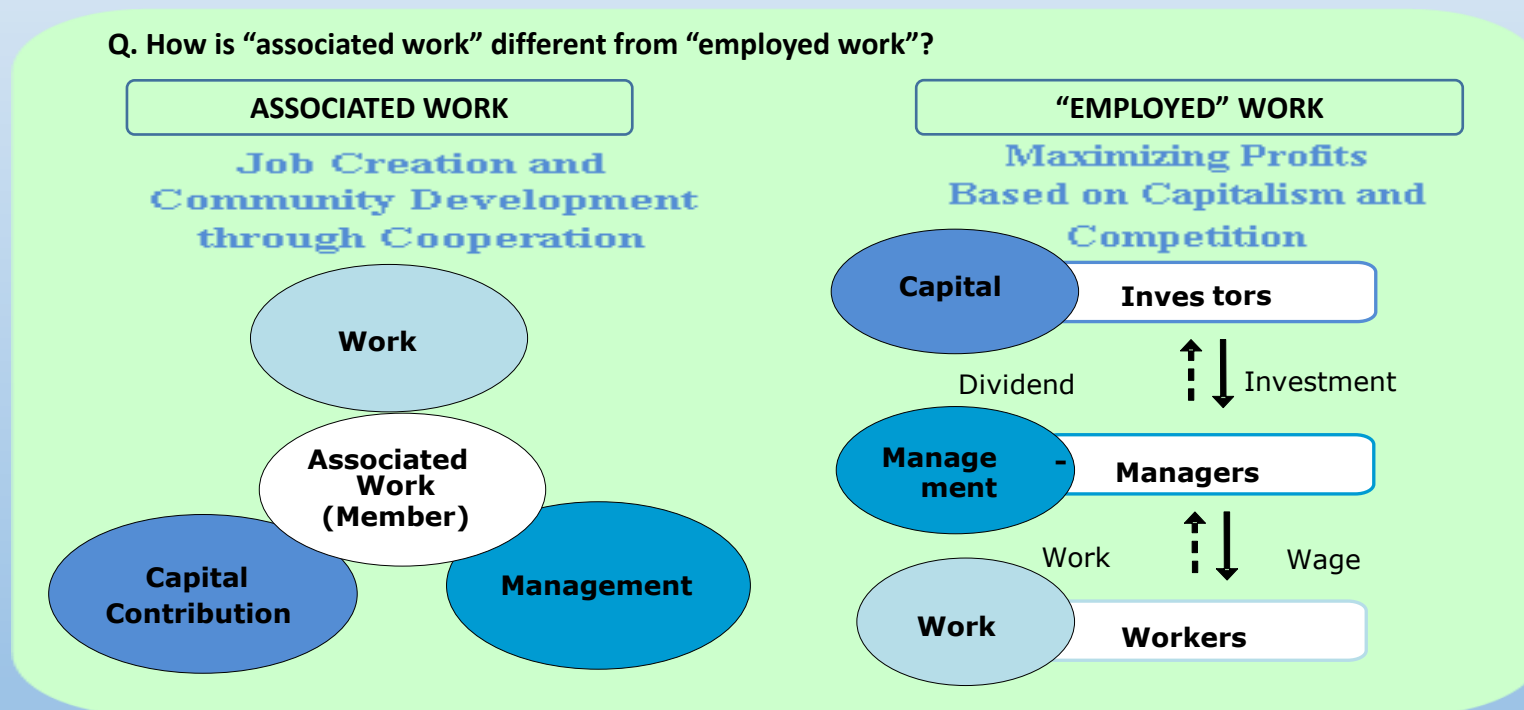 Q. How is “associated work” different from “employed work”?
ASSOCIATED WORK
Job Creation and
Community Development
through Cooperation
Work
Associated
Work
(Member)
Capital
Contribution
Management
“EMPLOYED” WORK
Maximizing Profits
Based on Capitalism and
Competition
Capital
Inves tors
Dividend
Investment
Manage -
ment
Managers
Work
Wage
Work
Workers